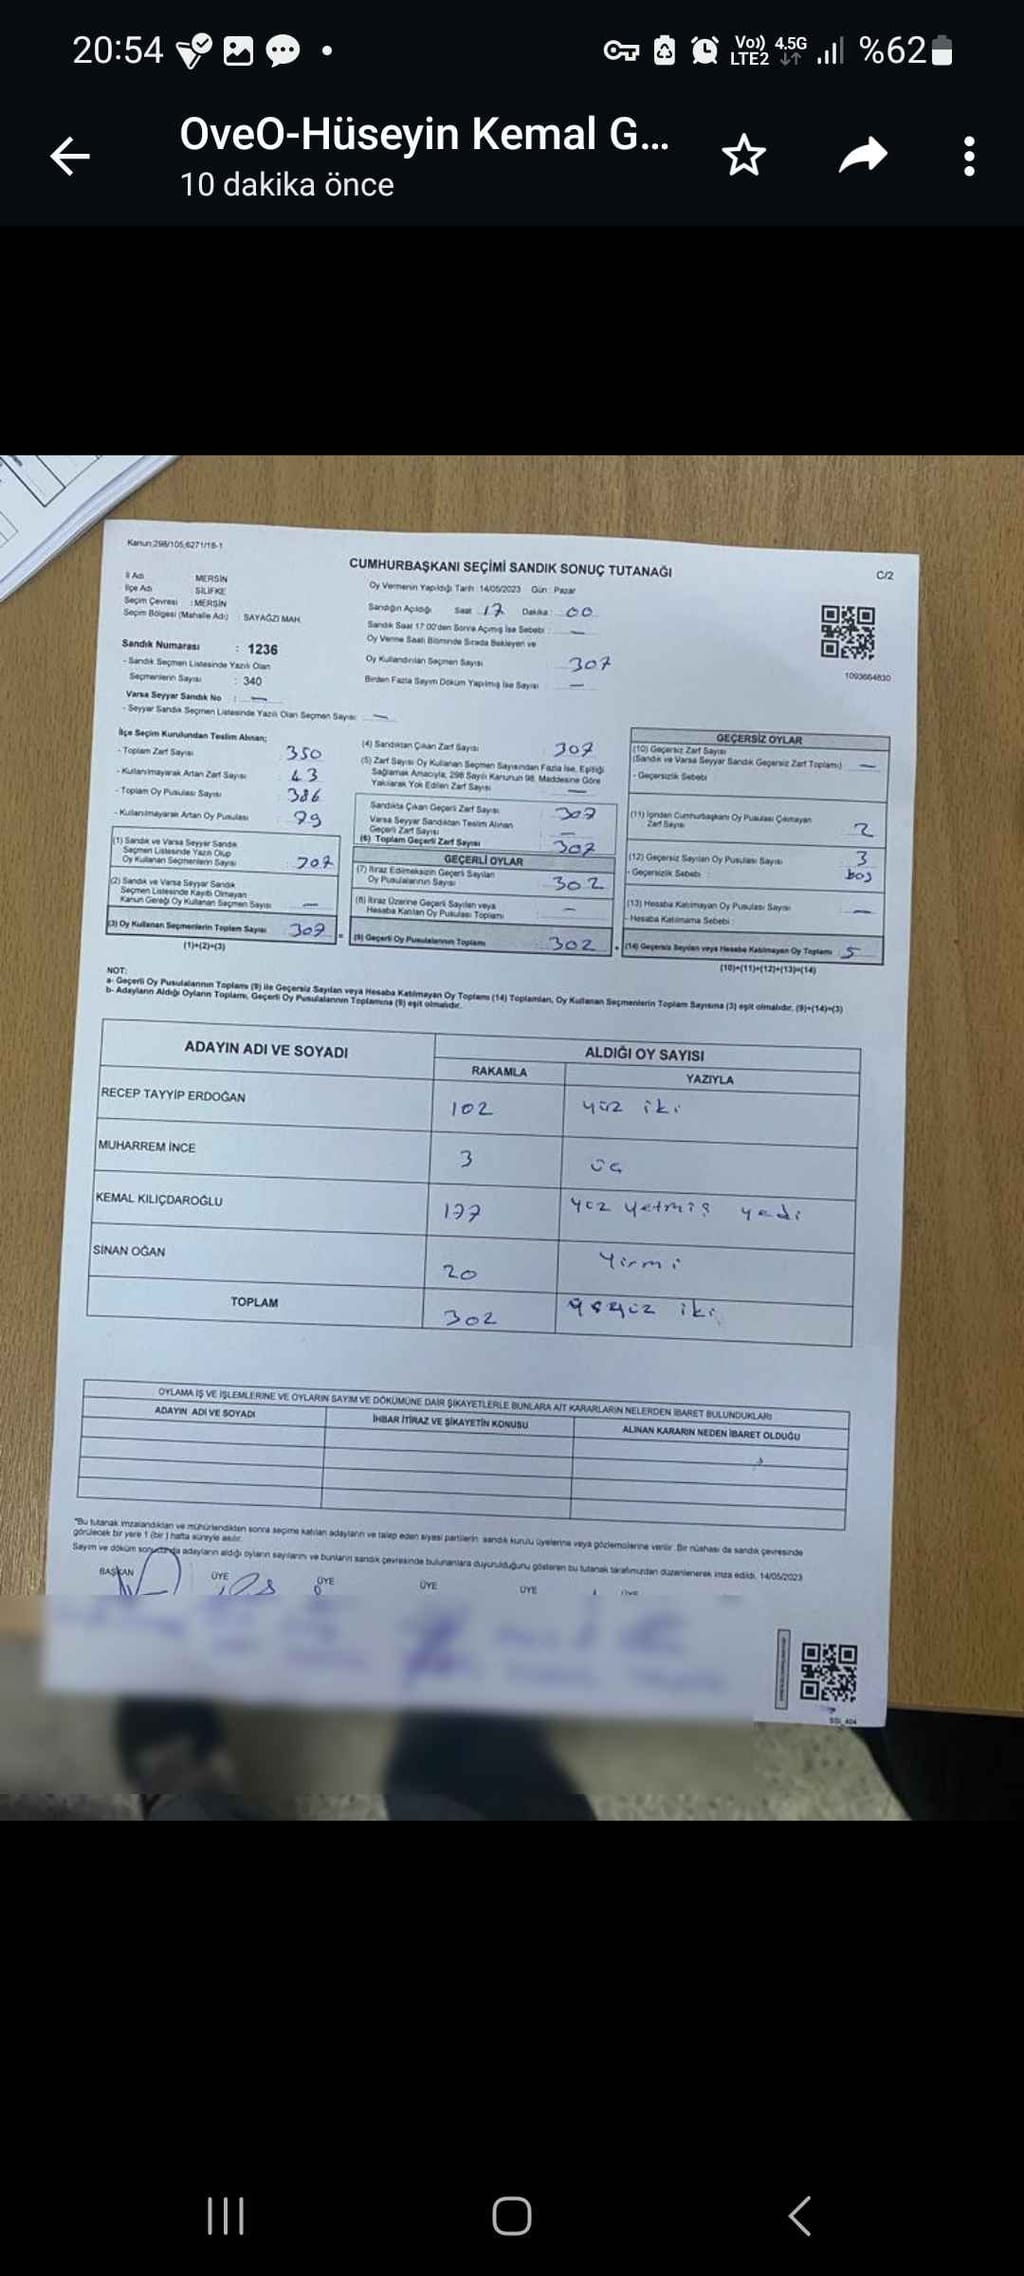 20:54
Vo)) LTE2 4.5G %62
OveO-Hüseyin Kemal G...
10 dakika önce
Kanun:298/105,6271/18-1
CUMHURBAŞKANI SEÇİMİ SANDIK SONUÇ TUTANAĞI
C/2
İl Adı MERSİN
İlçe Adı SİLİFKE
Seçim Çevresi : MERSİN
Seçim Bölgesi (Mahalle Adı) SAYAĞZI MAH.
Oy Vermenin Yapıldığı Tarih 14/05/2023 Gün : Pazar
Sandığın Açıldığı Saat 17 Dakika : 00
Sandık Saat 17:00'den Sonra Açılmış İse Sebebi —
Oy Verme Saati Bitiminde Sırada Bekleyen ve
Oy Kullandırılan Seçmen Sayısı 307
Birden Fazla Sayım Döküm Yapılmış İse Sayısı —
1093664830
Sandık Numarası : 1236
- Sandık Seçmen Listesinde Yazılı Olan
Seçmenlerin Sayısı : 340
Varsa Seyyar Sandık No : —
- Seyyar Sandık Seçmen Listesinde Yazılı Olan Seçmen Sayısı: —
İlçe Seçim Kurulundan Teslim Alınan;
- Toplam Zarf Sayısı 350
- Kullanılmayarak Artan Zarf Sayısı 43
- Toplam Oy Pusulası Sayısı 386
- Kullanılmayarak Artan Oy Pusulası 79
(1) Sandık ve Varsa Seyyar Sandık
Seçmen Listesinde Yazılı Olup
Oy Kullanan Seçmenlerin Sayısı 707
(2) Sandık ve Varsa Seyyar Sandık
Seçmen Listesinde Kayıtlı Olmayan
Kanun Gereği Oy Kullanan Seçmen Sayısı —
(3) Oy Kullanan Seçmenlerin Toplam Sayısı 307
(1)+(2)=(3)
(4) Sandıktan Çıkan Zarf Sayısı 307
(5) Zarf Sayısı Oy Kullanan Seçmen Sayısından Fazla İse, Eşitliği
Sağlamak Amacıyla, 298 Sayılı Kanunun 98. Maddesine Göre
Yakılarak Yok Edilen Zarf Sayısı —
Sandıkta Çıkan Geçerli Zarf Sayısı 307
Varsa Seyyar Sandıktan Teslim Alınan
Geçerli Zarf Sayısı —
(6) Toplam Geçerli Zarf Sayısı 307
GEÇERLİ OYLAR
(7) İtiraz Edilmeksizin Geçerli Sayılan
Oy Pusulalarının Sayısı 302
(8) İtiraz Üzerine Geçerli Sayılan veya
Hesaba Katılan Oy Pusulası Toplamı —
(9) Geçerli Oy Pusulalarının Toplamı 302
GEÇERSİZ OYLAR
(10) Geçersiz Zarf Sayısı
(Sandık ve Varsa Seyyar Sandık Geçersiz Zarf Toplamı) —
- Geçersizlik Sebebi
(11) İçinden Cumhurbaşkanı Oy Pusulası Çıkmayan
Zarf Sayısı 2
(12) Geçersiz Sayılan Oy Pusulası Sayısı 3
- Geçersizlik Sebebi boş
(13) Hesaba Katılmayan Oy Pusulası Sayısı —
- Hesaba Katılmama Sebebi :
(14) Geçersiz Sayılan veya Hesaba Katılmayan Oy Toplamı 5
(10)+(11)+(12)+(13)=(14)
NOT:
a- Geçerli Oy Pusulalarının Toplamı (9) ile Geçersiz Sayılan veya Hesaba Katılmayan Oy Toplamı (14) Toplamları, Oy Kullanan Seçmenlerin Toplam Sayısına (3) eşit olmalıdır. (9)+(14)=(3)
b- Adayların Aldığı Oyların Toplamı, Geçerli Oy Pusulalarının Toplamına (9) eşit olmalıdır.
ADAYIN ADI VE SOYADI
ALDIĞI OY SAYISI
RAKAMLA YAZIYLA
RECEP TAYYİP ERDOĞAN 102 yüz iki
MUHARREM İNCE 3 üç
KEMAL KILIÇDAROĞLU 177 yüz yetmiş yedi
SİNAN OĞAN 20 Yirmi
TOPLAM 302 üçyüz iki
OYLAMA İŞ VE İŞLEMLERİNE VE OYLARIN SAYIM VE DÖKÜMÜNE DAİR ŞİKAYETLERLE BUNLARA AİT KARARLARIN NELERDEN İBARET BULUNDUKLARI
ADAYIN ADI VE SOYADI İHBAR İTİRAZ VE ŞİKAYETİN KONUSU ALINAN KARARIN NEDEN İBARET OLDUĞU
"Bu tutanak imzalandıktan ve mühürlendikten sonra seçime katılan adayların ve talep eden siyasi partilerin sandık kurulu üyelerine veya gözlemcilerine verilir. Bir nüshası da sandık çevresinde
görülecek bir yere 1 (bir) hafta süreyle asılır.
Sayım ve döküm sonucunda adayların aldığı oyların sayılarını ve bunların sandık çevresinde bulunanlara duyurulduğunu gösteren bu tutanak tarafımızdan düzenlenerek imza edildi. 14/05/2023
BAŞKAN ÜYE ÜYE ÜYE ÜYE ÜYE